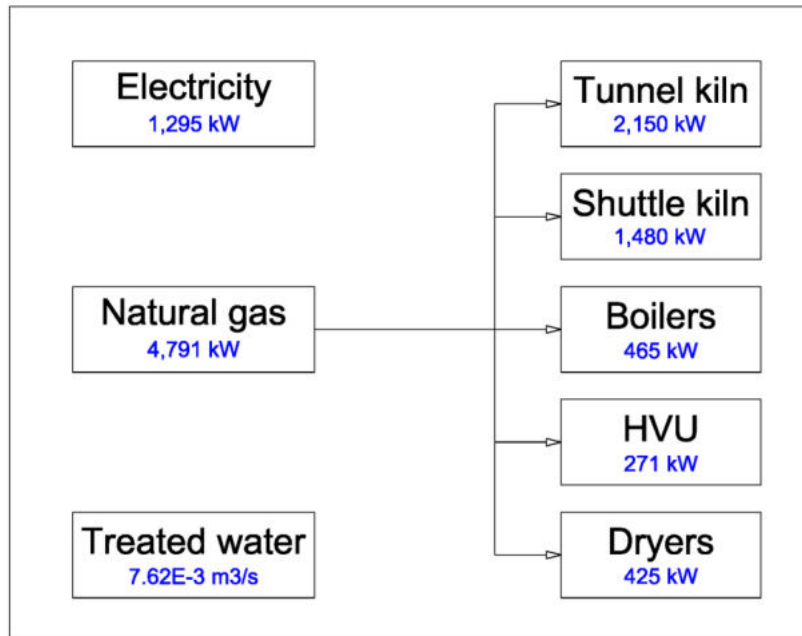 Electricity
1,295 kW
Natural gas
4,791 kW
Treated water
7.62E-3 m3/s
Tunnel kiln
2,150 kW
Shuttle kiln
1,480 kW
Boilers
465 kW
HVU
271 kW
Dryers
425 kW